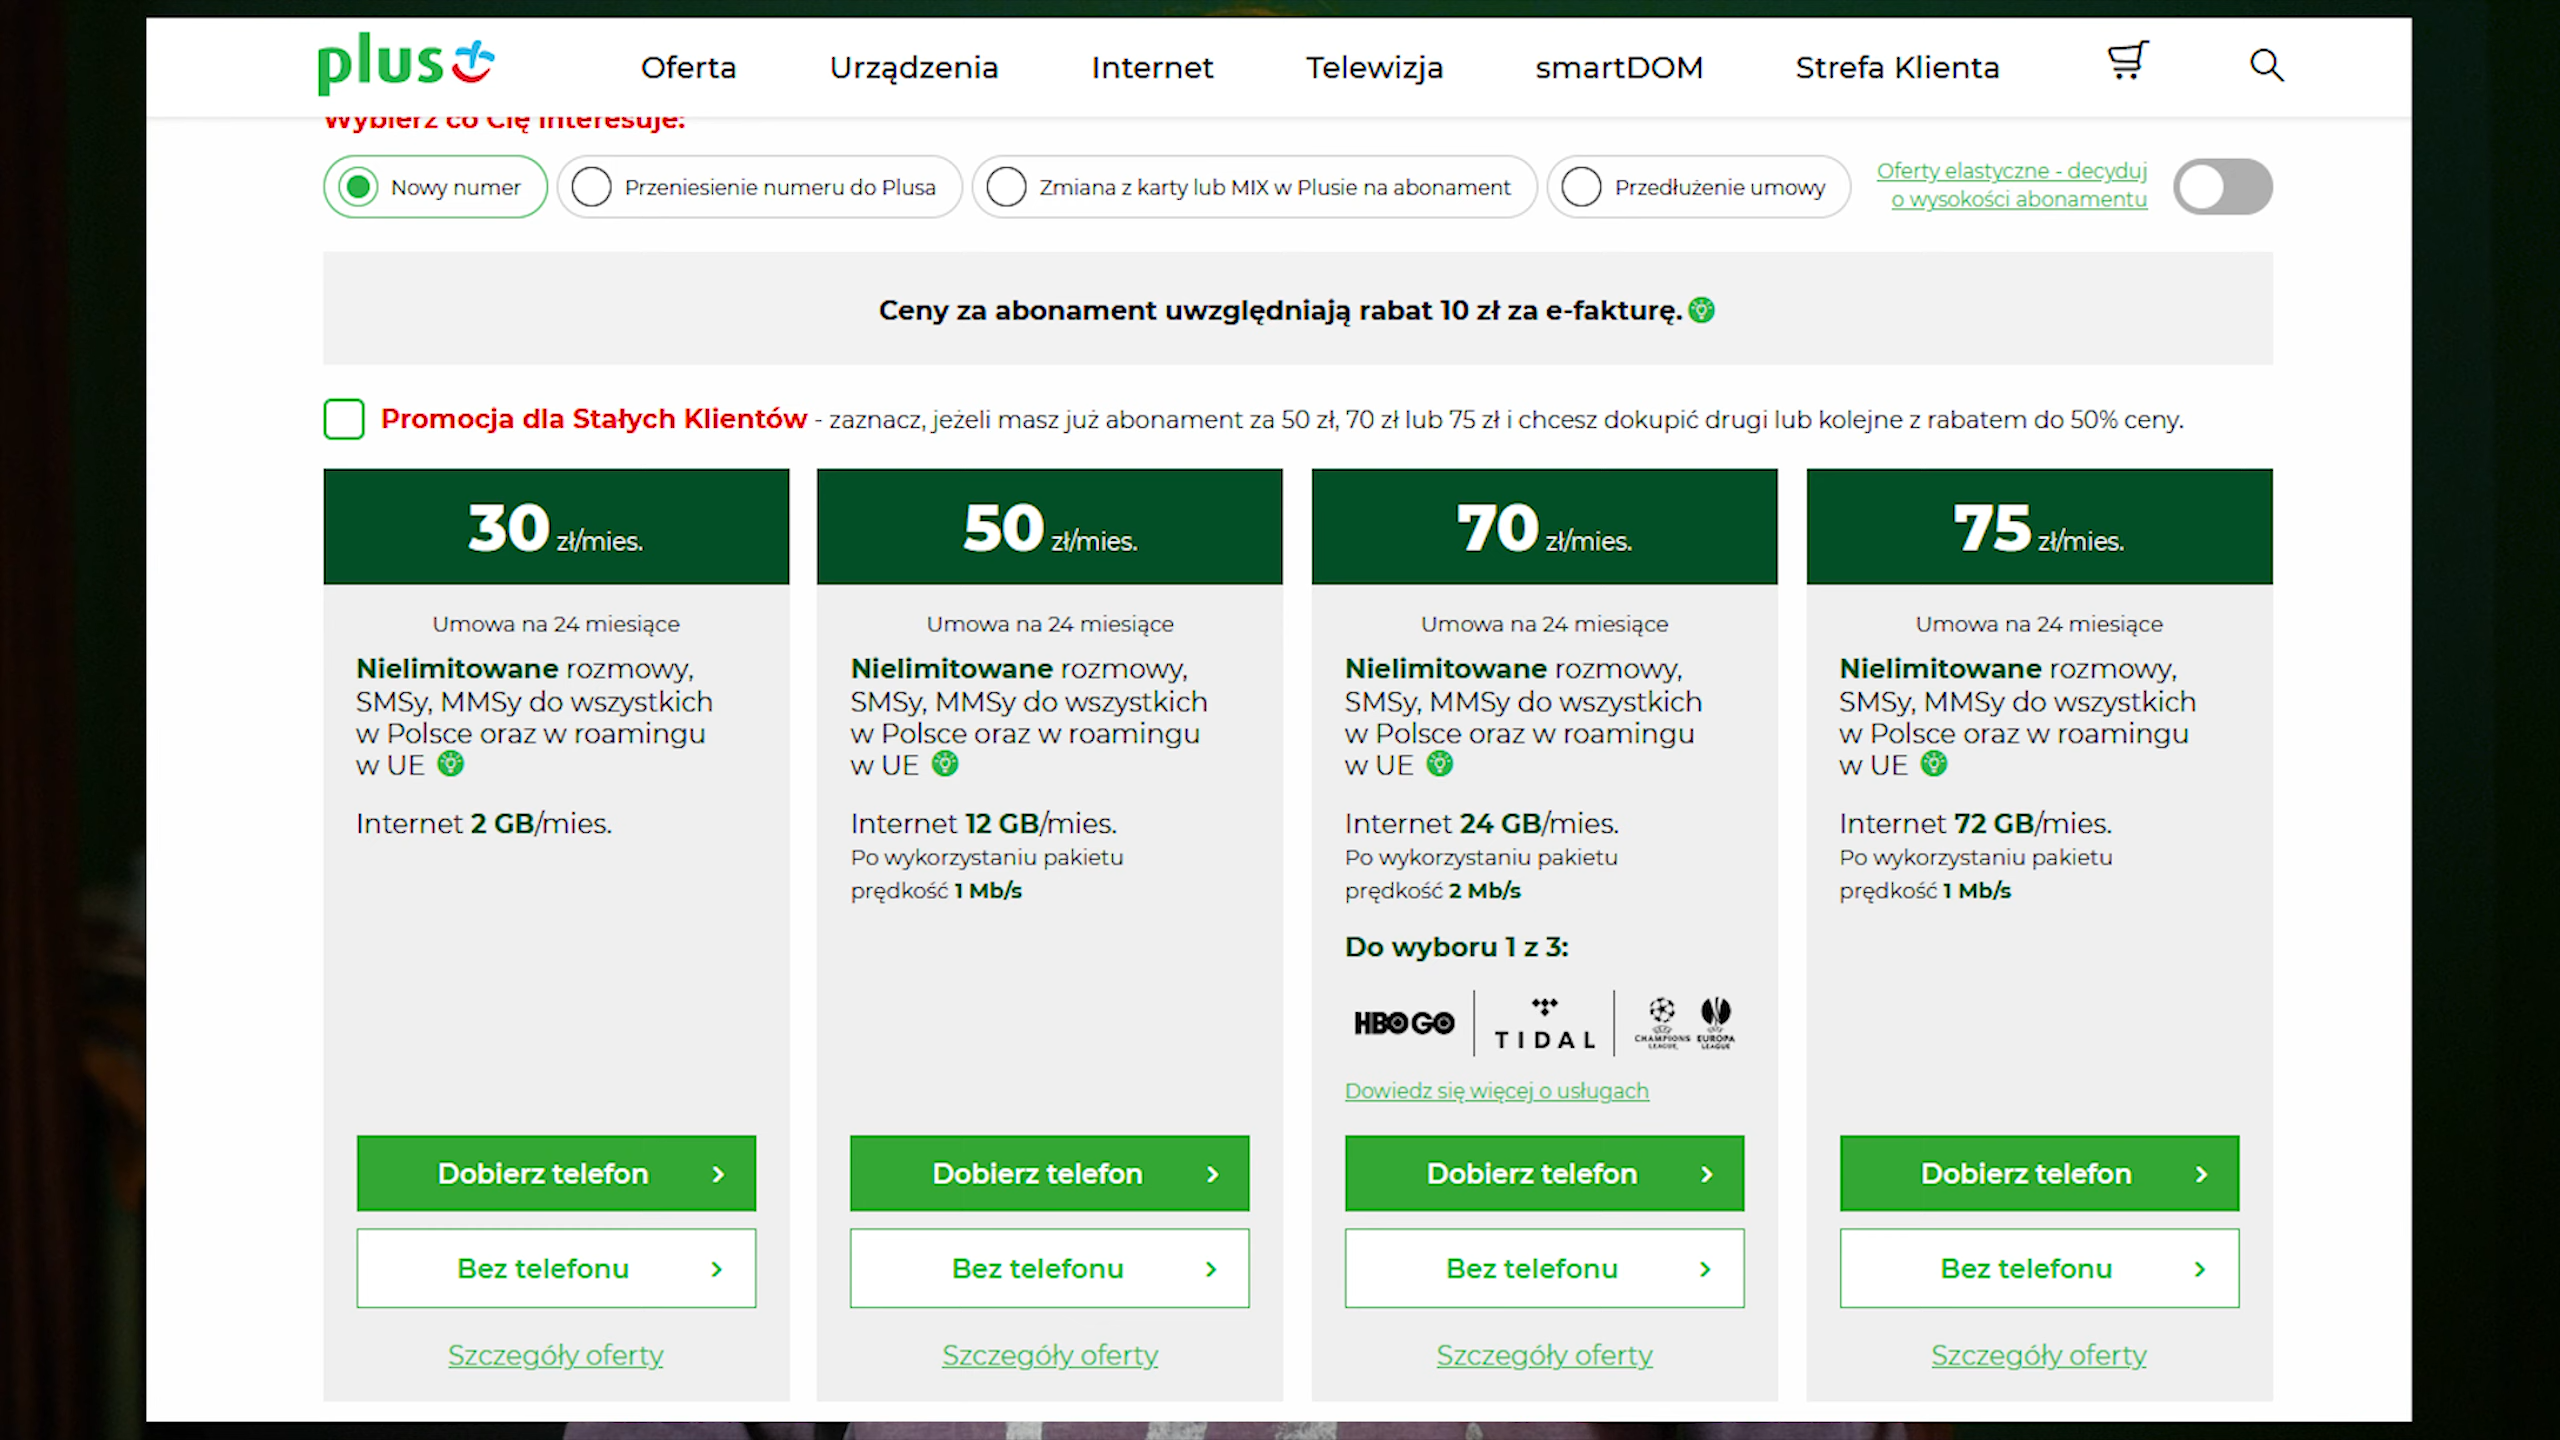 plus
Oferta
Urządzenia
Internet
Telewizja
smartDOM
Strefa Klienta
Wybierz co Cię interesuje:
Nowy numer
Przeniesienie numeru do Plusa
Zmiana z karty lub MIX w Plusie na abonament
Przedłużenie umowy
Oferty elastyczne - decyduj
o wysokości abonamentu
Ceny za abonament uwzględniają rabat 10 zł za e-fakturę.
Promocja dla Stałych Klientów - zaznacz, jeżeli masz już abonament za 50 zł, 70 zł lub 75 zł i chcesz dokupić drugi lub kolejne z rabatem do 50% ceny.
30 zł/mies.
Umowa na 24 miesiące
Nielimitowane rozmowy,
SMSy, MMSy do wszystkich
w Polsce oraz w roamingu
w UE
Internet 2 GB/mies.
Dobierz telefon
Bez telefonu
Szczegóły oferty
50 zł/mies.
Umowa na 24 miesiące
Nielimitowane rozmowy,
SMSy, MMSy do wszystkich
w Polsce oraz w roamingu
w UE
Internet 12 GB/mies.
Po wykorzystaniu pakietu
prędkość 1 Mb/s
Dobierz telefon
Bez telefonu
Szczegóły oferty
70 zł/mies.
Umowa na 24 miesiące
Nielimitowane rozmowy,
SMSy, MMSy do wszystkich
w Polsce oraz w roamingu
w UE
Internet 24 GB/mies.
Po wykorzystaniu pakietu
prędkość 2 Mb/s
Do wyboru 1 z 3:
HBO GO
TIDAL
UEFA
CHAMPIONS
LEAGUE
UEFA
EUROPA
LEAGUE
Dowiedz się więcej o usługach
Dobierz telefon
Bez telefonu
Szczegóły oferty
75 zł/mies.
Umowa na 24 miesiące
Nielimitowane rozmowy,
SMSy, MMSy do wszystkich
w Polsce oraz w roamingu
w UE
Internet 72 GB/mies.
Po wykorzystaniu pakietu
prędkość 1 Mb/s
Dobierz telefon
Bez telefonu
Szczegóły oferty